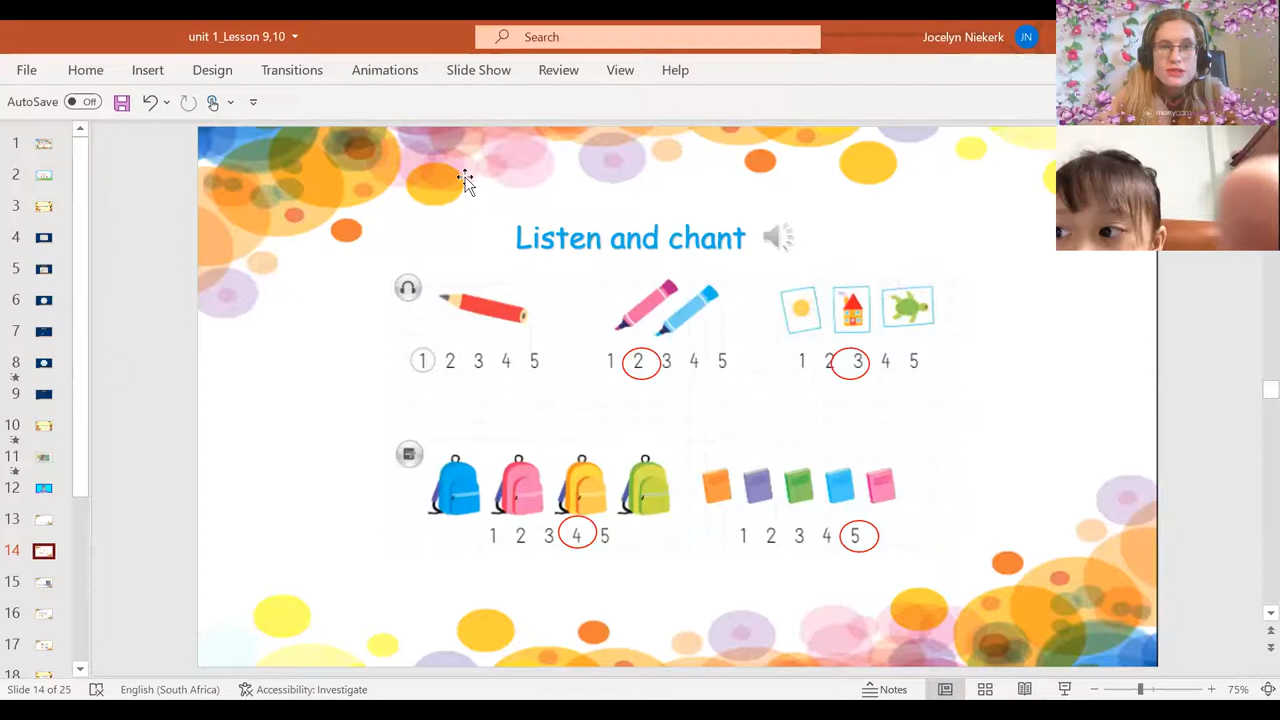 unit 1_Lesson 9,10
Search
Jocelyn Niekerk
JN
File Home Insert Design Transitions Animations Slide Show Review View Help
AutoSave Off
manycam
1
2
3
4
5
6
7
8
9
10
11
12
13
14
15
16
17
18
Listen and chant
1 2 3 4 5
1 2 3 4 5
1 2 3 4 5
1 2 3 4 5
1 2 3 4 5
Slide 14 of 25
English (South Africa)
Accessibility: Investigate
Notes
75%